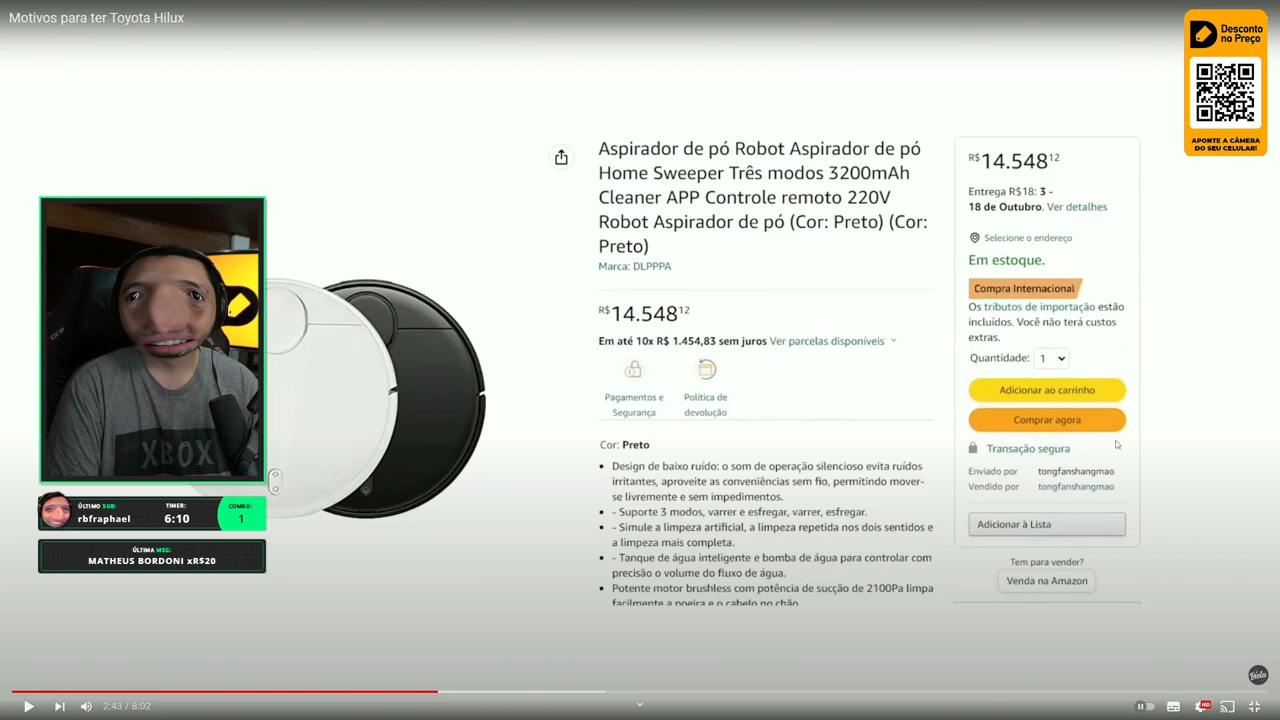 Motivos para ter Toyota Hilux
Desconto
no Preço
APONTE A CÂMERA
DO SEU CELULAR!
Aspirador de pó Robot Aspirador de pó
Home Sweeper Três modos 3200mAh
Cleaner APP Controle remoto 220V
Robot Aspirador de pó (Cor: Preto) (Cor:
Preto)
Marca: DLPPPA
R$14.54812
Em até 10x R$ 1.454,83 sem juros Ver parcelas disponíveis
Pagamentos e
Segurança
Política de
devolução
Cor: Preto
Design de baixo ruído: o som de operação silencioso evita ruídos
irritantes, aproveite as conveniências sem fio, permitindo mover-
se livremente e sem impedimentos.
- Suporte 3 modos, varrer e esfregar, varrer, esfregar.
- Simule a limpeza artificial, a limpeza repetida nos dois sentidos e
a limpeza mais completa.
- Tanque de água inteligente e bomba de água para controlar com
precisão o volume do fluxo de água.
Potente motor brushless com potência de sucção de 2100Pa limpa
facilmente a poeira e o cabelo no chão
R$14.54812
Entrega R$18: 3 -
18 de Outubro. Ver detalhes
Selecione o endereço
Em estoque.
Compra Internacional
Os tributos de importação estão
incluídos. Você não terá custos
extras.
Quantidade: 1
Adicionar ao carrinho
Comprar agora
Transação segura
Enviado por tongfanshangmao
Vendido por tongfanshangmao
Adicionar à Lista
Tem para vender?
Venda na Amazon
XBOX
ÚLTIMO SUB:
rbfraphael
TIMER:
6:10
COMBO:
1
ÚLTIMA MSG:
MATHEUS BORDONI xR$20
Biela
2:43 / 8:02
HD